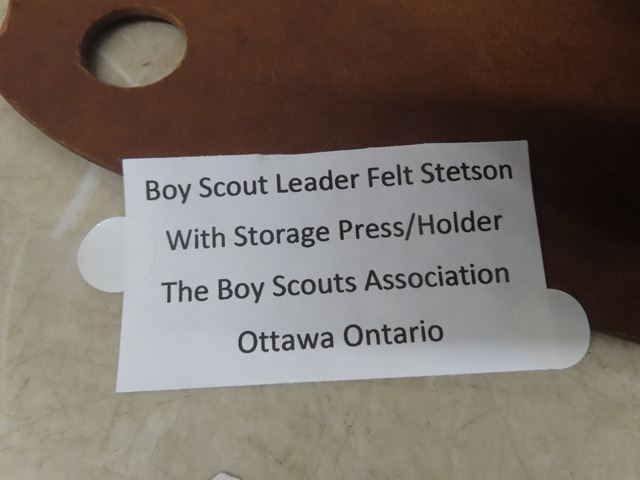 Boy Scout Leader Felt Stetson
With Storage Press/Holder
The Boy Scouts Association
Ottawa Ontario